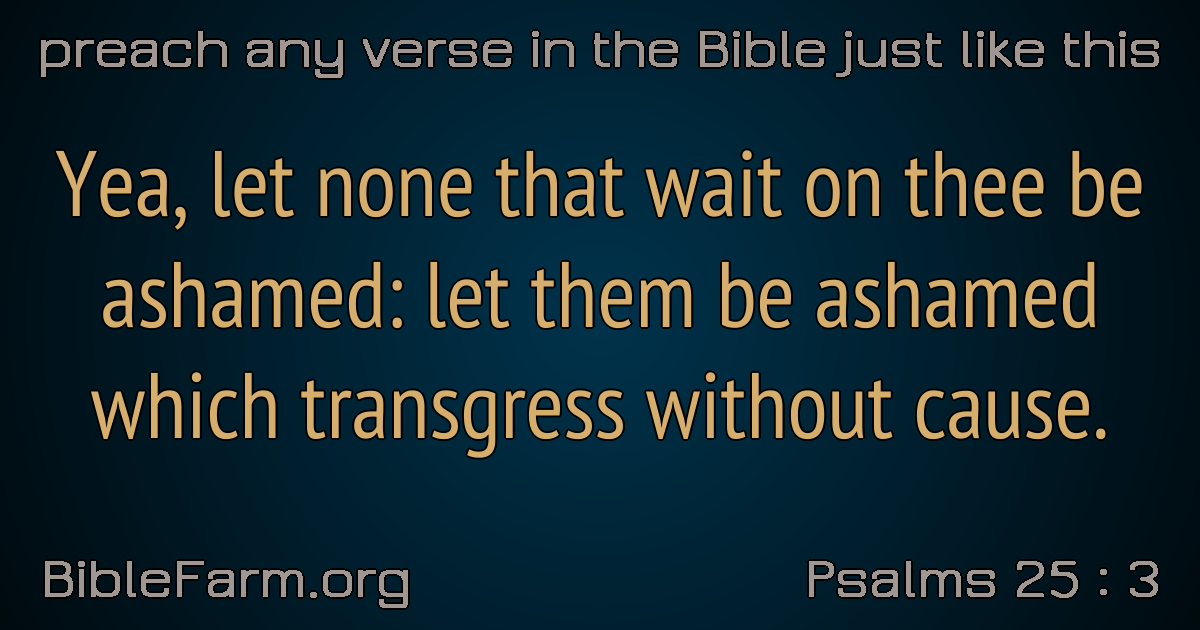 preach any verse in the Bible just like this
Yea, let none that wait on thee be
ashamed: let them be ashamed
which transgress without cause.
BibleFarm.org
Psalms 25 : 3